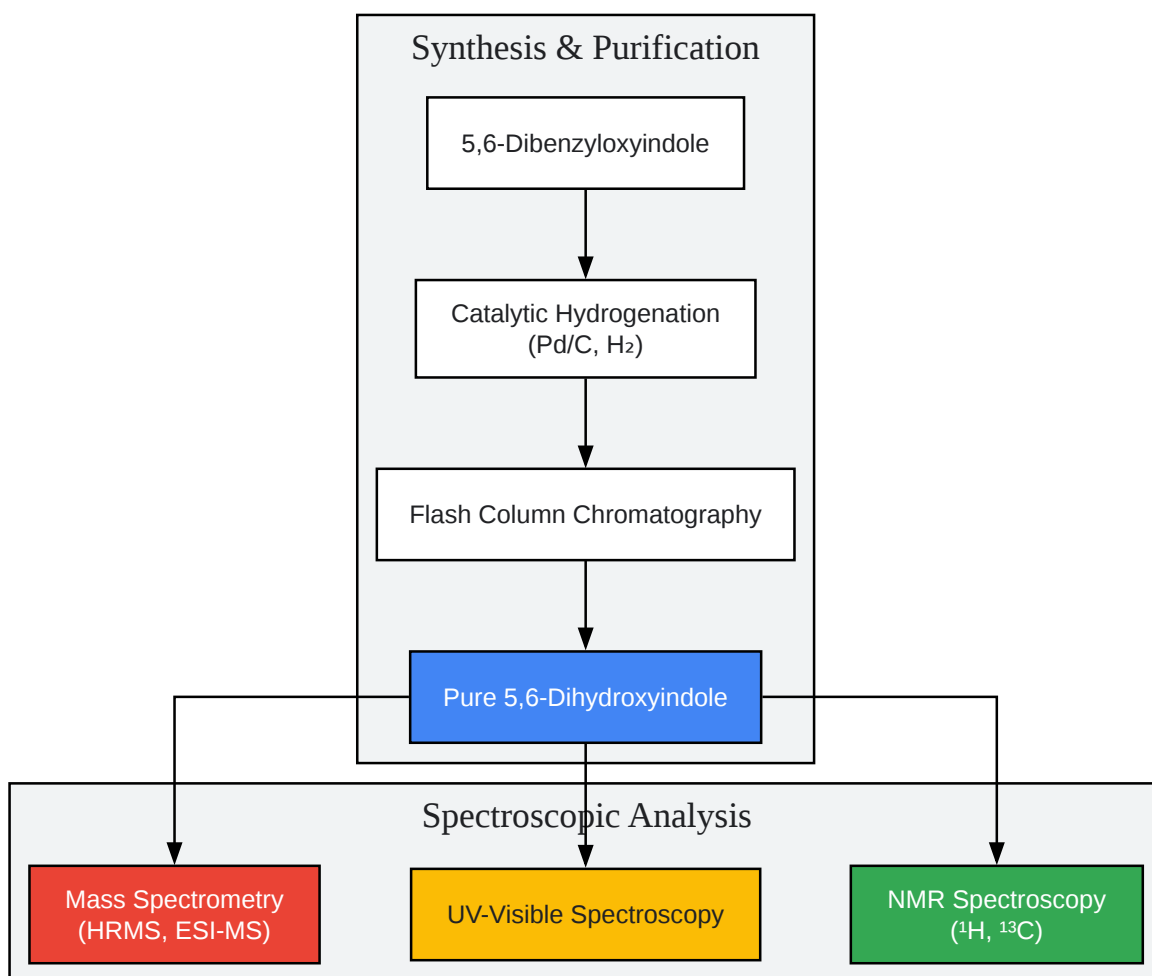 Synthesis & Purification
5,6-Dibenzyloxyindole
Catalytic Hydrogenation
(Pd/C, H₂)
Flash Column Chromatography
Pure 5,6-Dihydroxyindole
Spectroscopic Analysis
Mass Spectrometry
(HRMS, ESI-MS)
UV-Visible Spectroscopy
NMR Spectroscopy
(¹H, ¹³C)